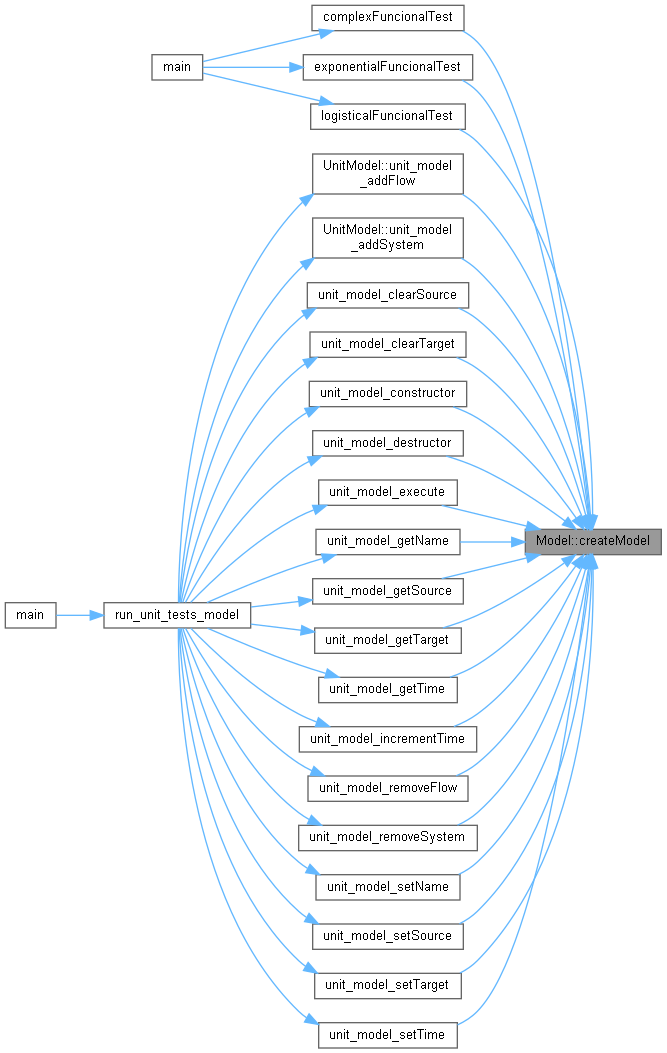 complexFuncionalTest
main
exponentialFuncionalTest
logisticalFuncionalTest
UnitModel::unit_model
_addFlow
UnitModel::unit_model
_addSystem
unit_model_clearSource
unit_model_clearTarget
unit_model_constructor
unit_model_destructor
unit_model_execute
unit_model_getName
Model::createModel
unit_model_getSource
main
run_unit_tests_model
unit_model_getTarget
unit_model_getTime
unit_model_incrementTime
unit_model_removeFlow
unit_model_removeSystem
unit_model_setName
unit_model_setSource
unit_model_setTarget
unit_model_setTime